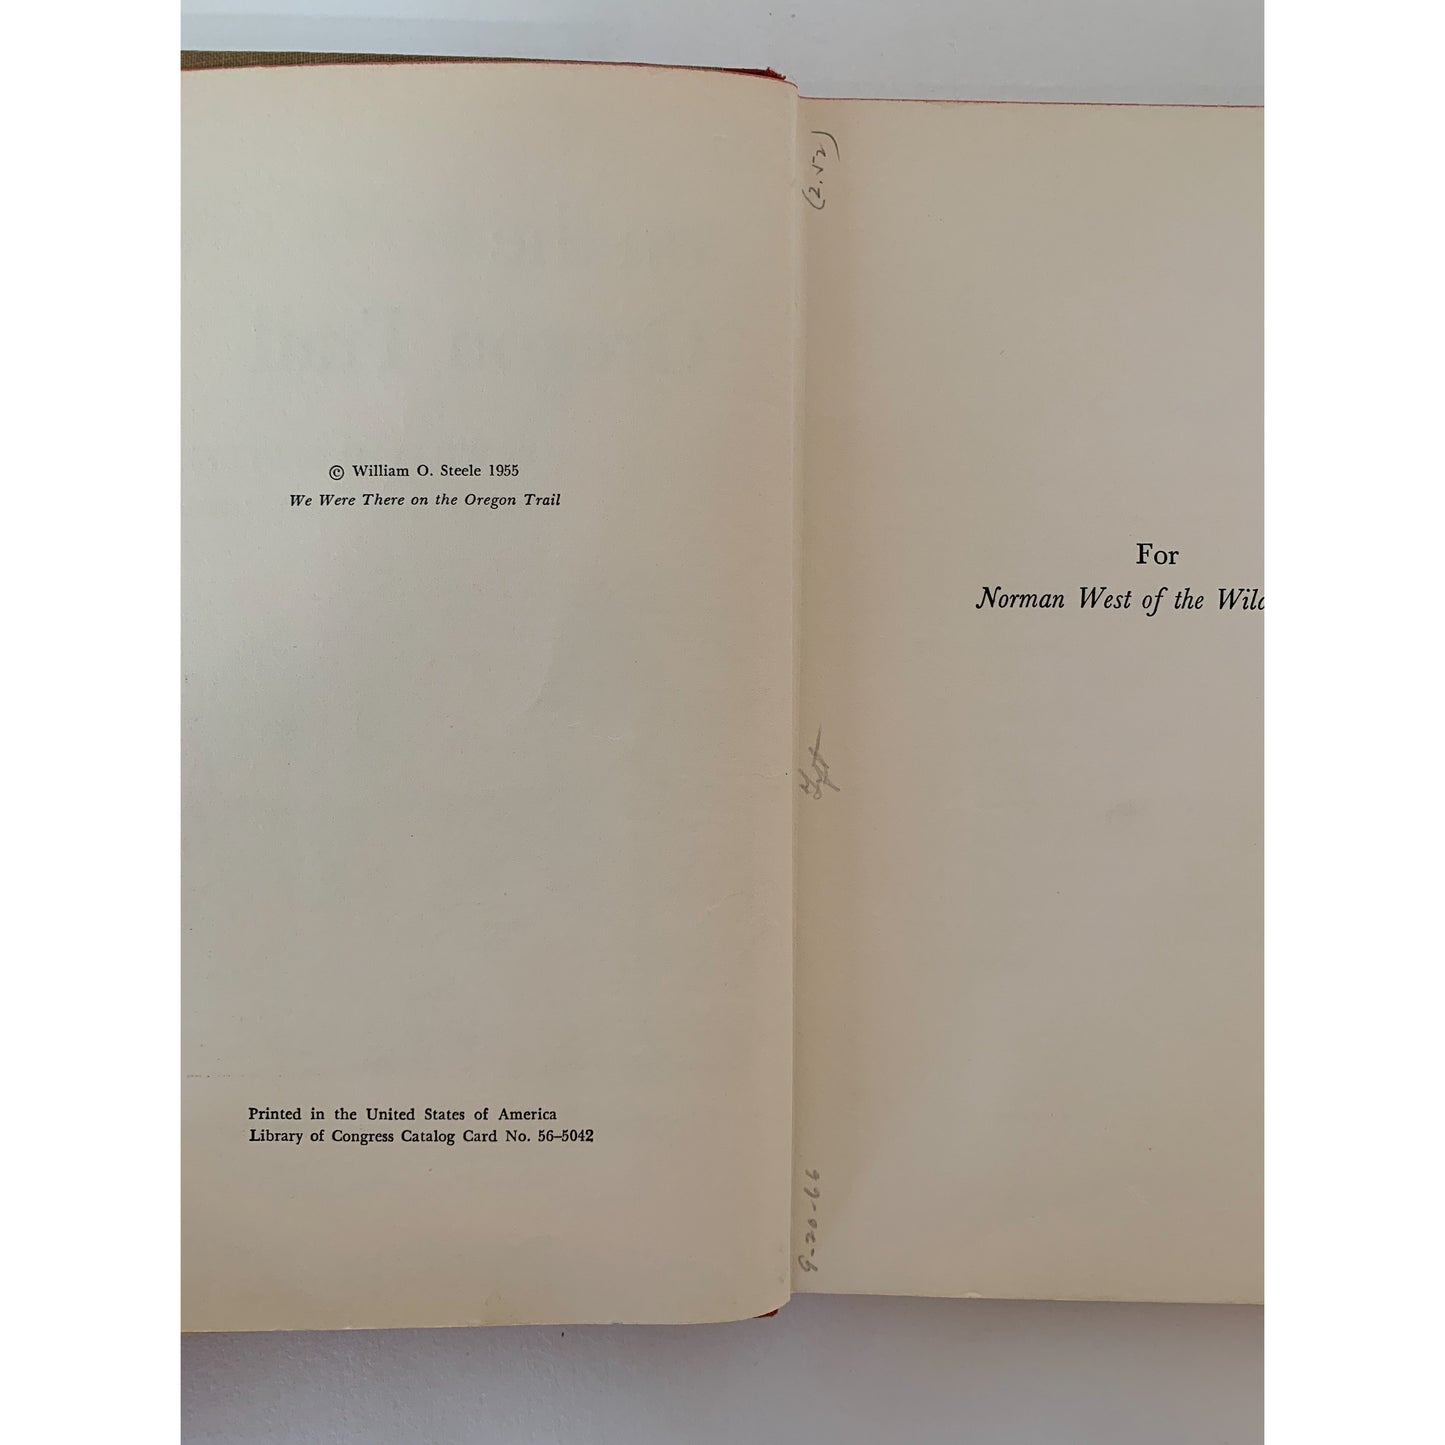 © William O. Steele 1955
We Were There on the Oregon Trail
Printed in the United States of America
Library of Congress Catalog Card No. 56–5042
(2.52)
For
Norman West of the Wild
Gift
9-20-66